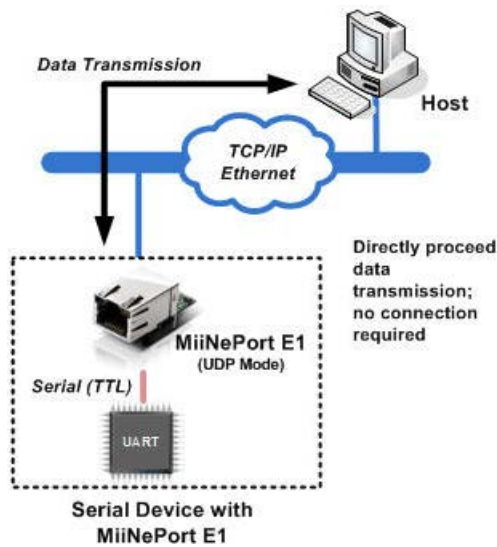 Data Transmission
Host
TCP/IP
Ethernet
Directly proceed
data
transmission;
no connection
required
MiiNePort E1
(UDP Mode)
Serial (TTL)
UART
Serial Device with
MiiNePort E1